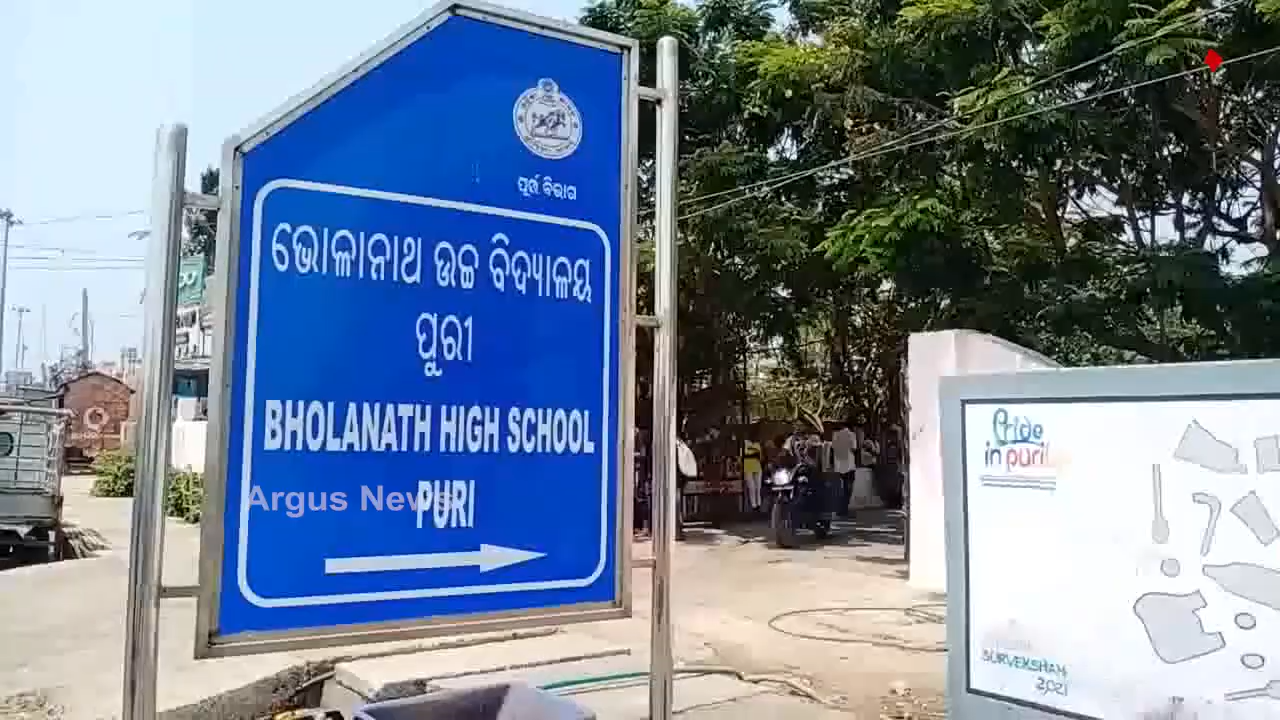 ପୂର୍ତ୍ତ ବିଭାଗ
ଭୋଳାନାଥ ଉଚ୍ଚ ବିଦ୍ୟାଳୟ
ପୁରୀ
BHOLANATH HIGH SCHOOL
PURI
Argus News
Pride
in puri
SURVEKSHAN
2021